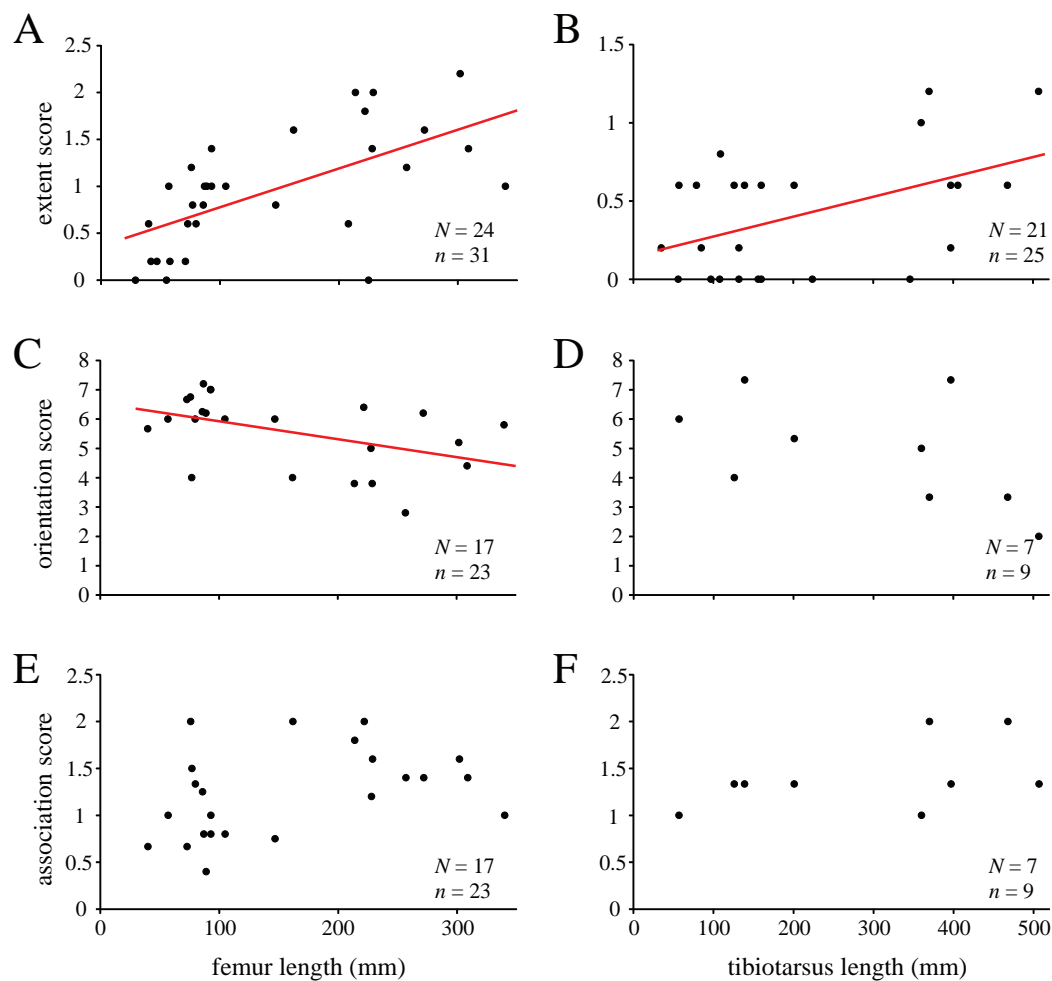 A
2.5
2
1.5
1
0.5
0
extent score
N = 24
n = 31
B
1.5
1
0.5
0
N = 21
n = 25
C
8
7
6
5
4
3
2
1
0
orientation score
N = 17
n = 23
D
8
7
6
5
4
3
2
1
0
N = 7
n = 9
E
2.5
2
1.5
1
0.5
0
association score
N = 17
n = 23
0 100 200 300
femur length (mm)
F
2.5
2
1.5
1
0.5
0
N = 7
n = 9
0 100 200 300 400 500
tibiotarsus length (mm)